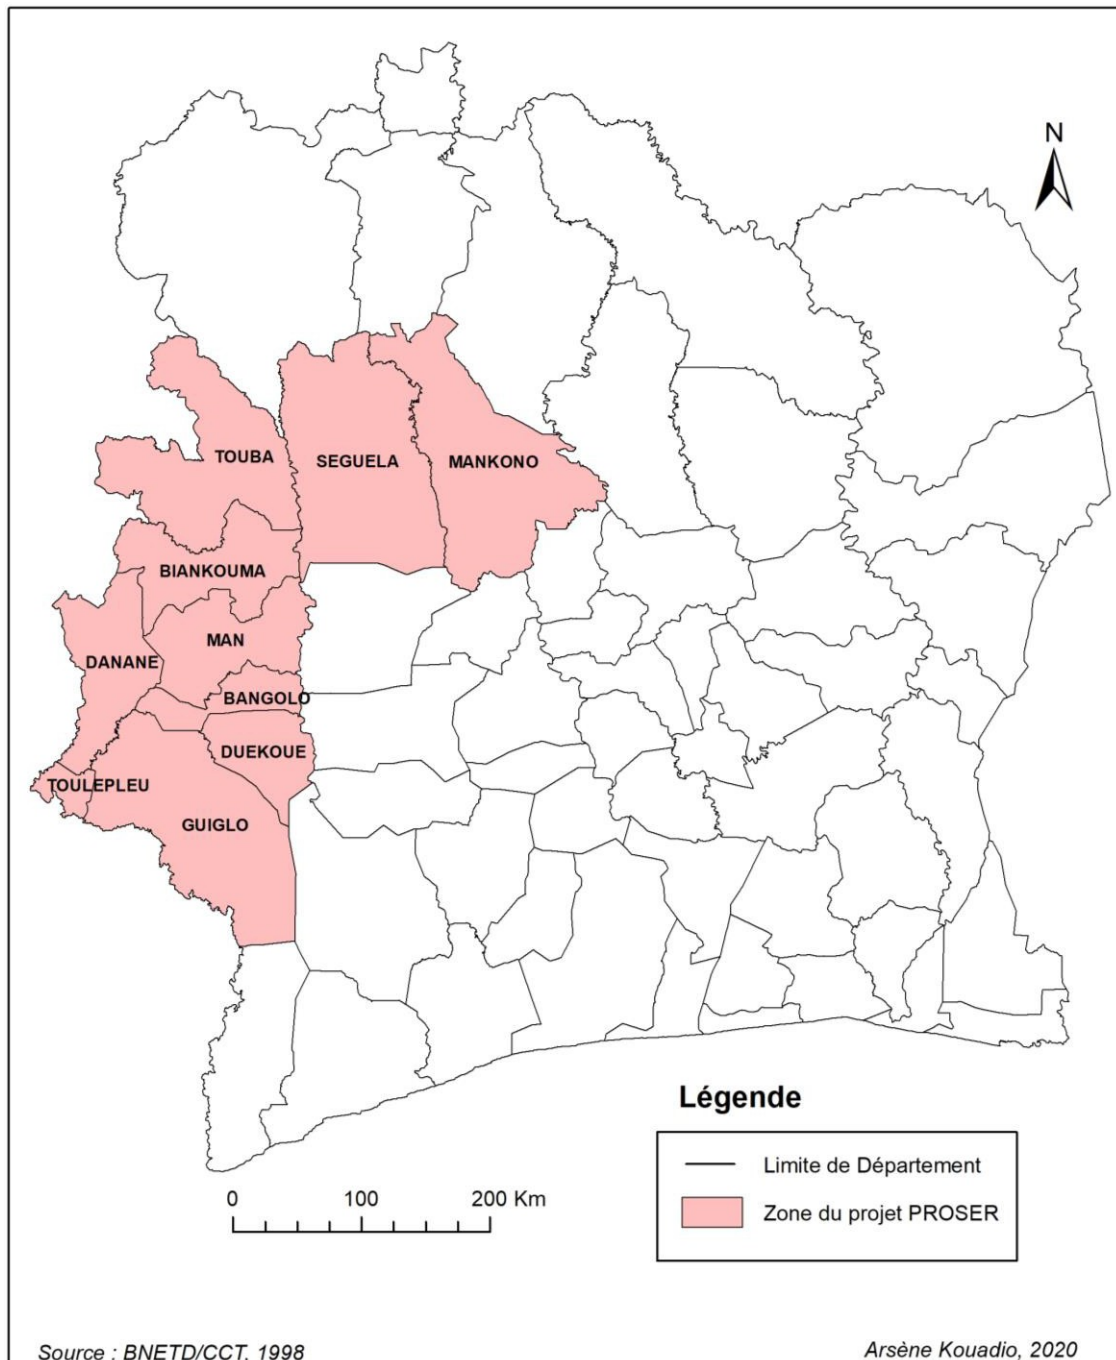 N
TOUBA
SEGUELA
MANKONO
BIANKOUMA
MAN
DANANE
BANGOLO
DUEKOUE
TOULEPLEU
GUIGLO
Légende
Limite de Département
Zone du projet PROSER
0 100 200 Km
Source : BNETD/CCT, 1998
Arsène Kouadio, 2020